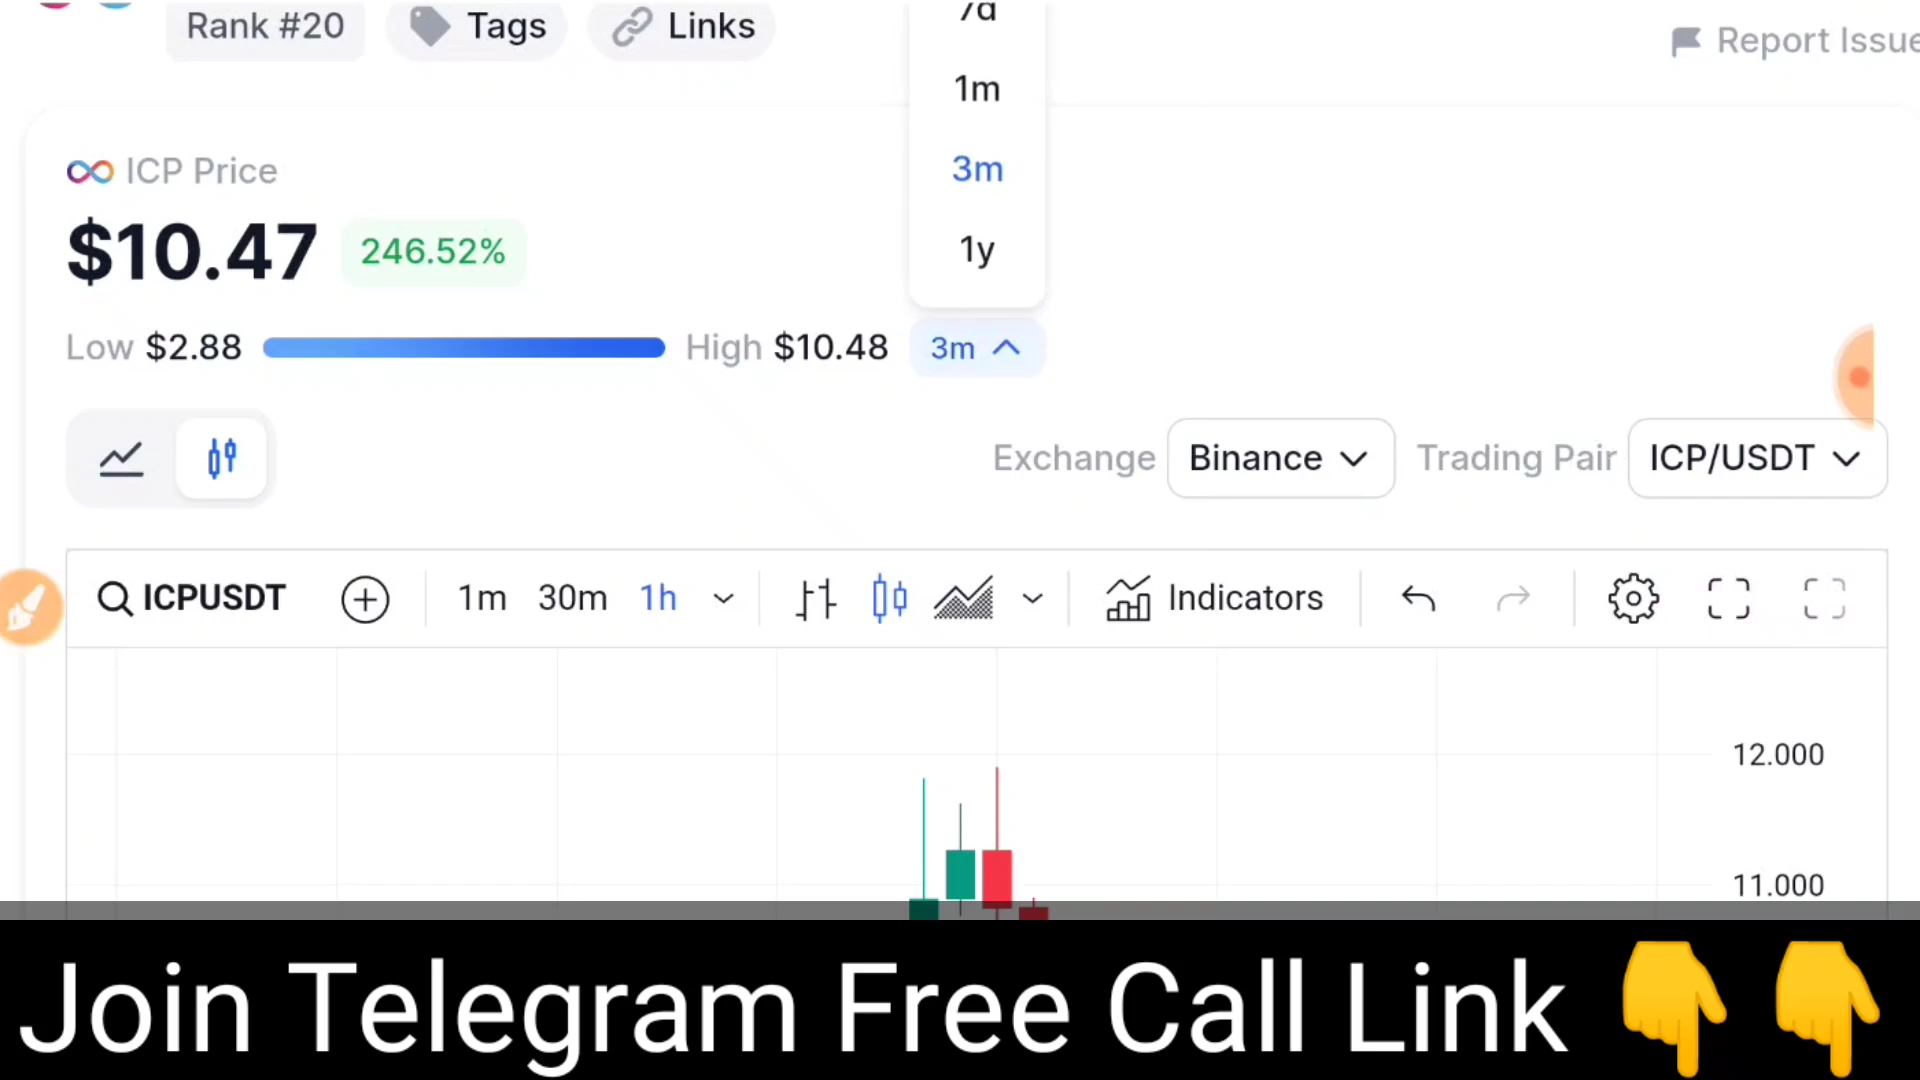 7d
Rank #20 Tags Links
Report Issue
1m
3m
1y
ICP Price
$10.47 246.52%
Low $2.88 High $10.48 3m
Exchange Binance Trading Pair ICP/USDT
ICPUSDT 1m 30m 1h Indicators
12.000
11.000
Join Telegram Free Call Link 👇👇